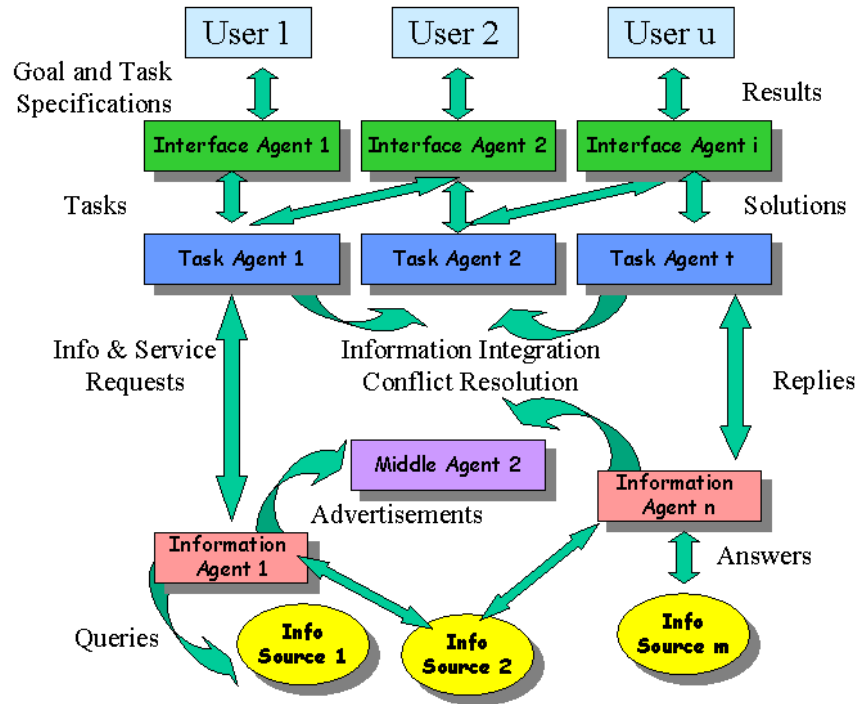 User 1
User 2
User u
Goal and Task
Specifications
Results
Interface Agent 1
Interface Agent 2
Interface Agent i
Tasks
Solutions
Task Agent 1
Task Agent 2
Task Agent t
Info & Service
Requests
Information Integration
Conflict Resolution
Replies
Middle Agent 2
Information
Agent n
Advertisements
Information
Agent 1
Answers
Queries
Info
Source 1
Info
Source 2
Info
Source m